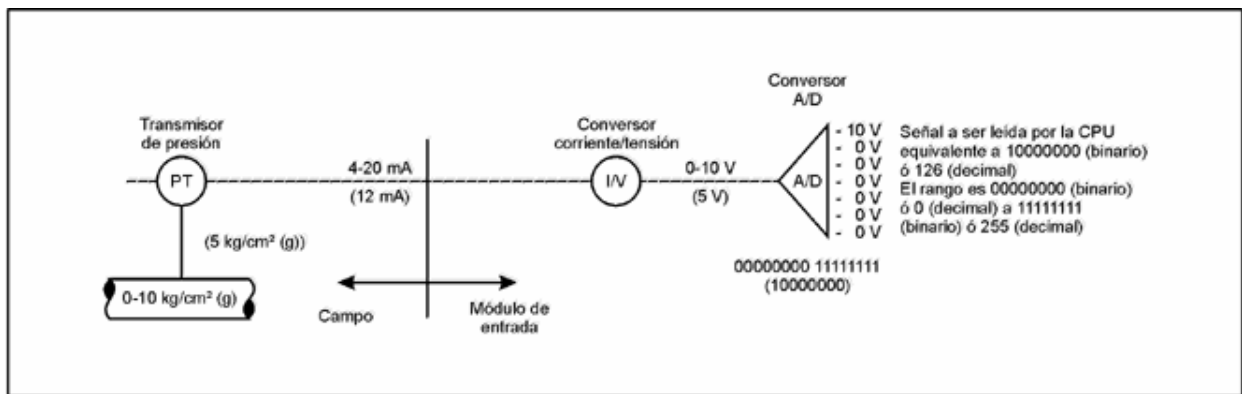 Transmisor
de presión
PT
4-20 mA
(12 mA)
(5 kg/cm² (g))
0-10 kg/cm² (g)
Campo
Módulo de
entrada
Conversor
corriente/tensión
I/V
0-10 V
(5 V)
Conversor
A/D
A/D
- 10 V
- 0 V
- 0 V
- 0 V
- 0 V
- 0 V
- 0 V
00000000 11111111
(10000000)
Señal a ser leída por la CPU
equivalente a 10000000 (binario)
ó 126 (decimal)
El rango es 00000000 (binario)
ó 0 (decimal) a 11111111
(binario) ó 255 (decimal)